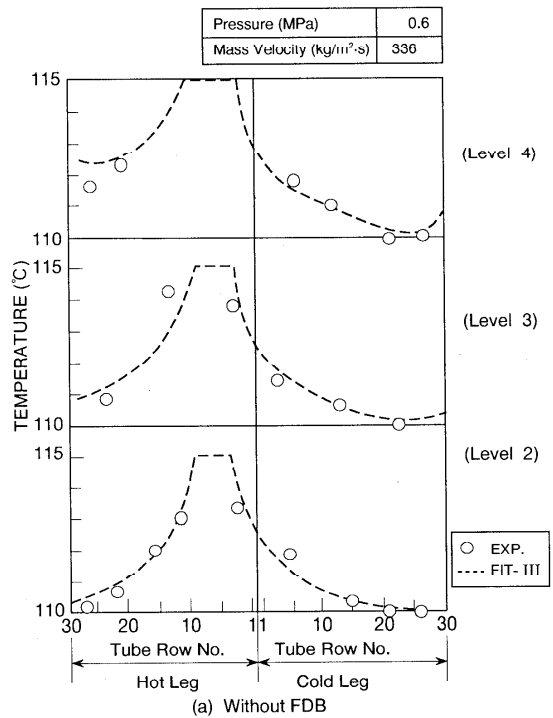 Pressure (MPa) 0.6
Mass Velocity (kg/m²·s) 336
115
(Level 4)
110
115
TEMPERATURE (℃)
(Level 3)
110
115
(Level 2)
EXP.
FIT-III
110
30 20 10 1 1 10 20 30
Tube Row No. Tube Row No.
Hot Leg Cold Leg
(a) Without FDB